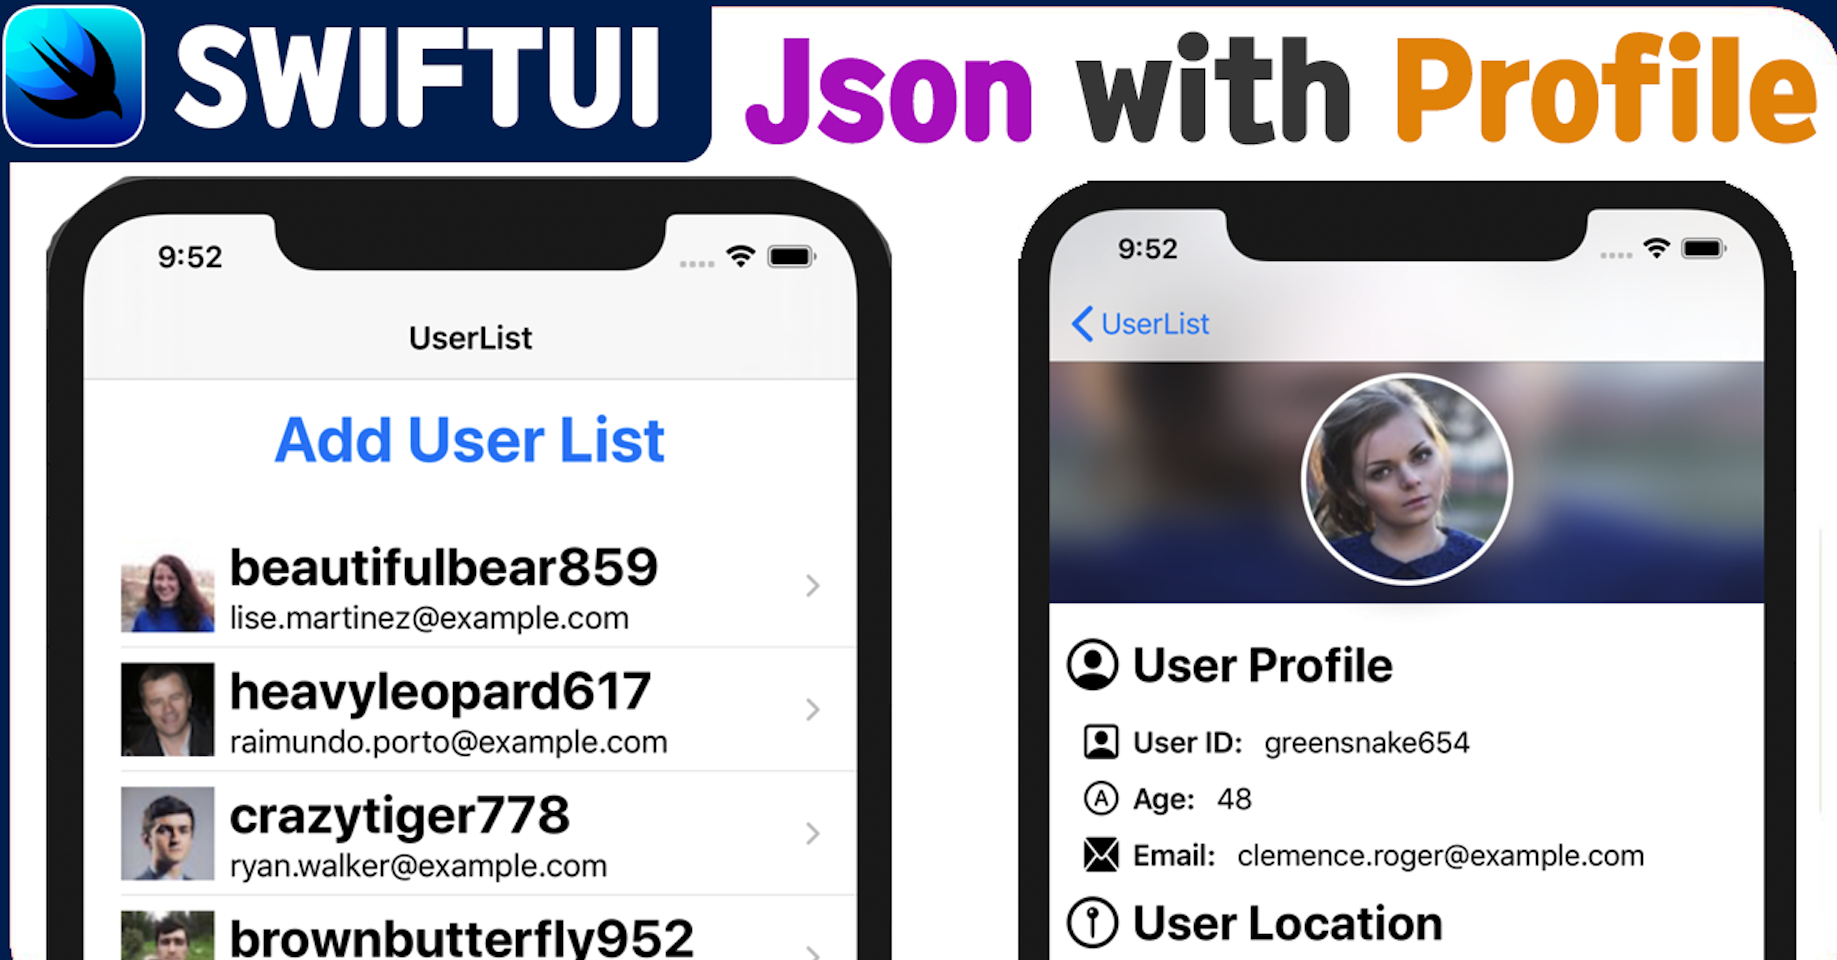 SWIFTUI
Json with Profile
9:52
UserList
Add User List
beautifulbear859
lise.martinez@example.com
heavyleopard617
raimundo.porto@example.com
crazytiger778
ryan.walker@example.com
brownbutterfly952
9:52
UserList
User Profile
User ID: greensnake654
A Age: 48
Email: clemence.roger@example.com
User Location